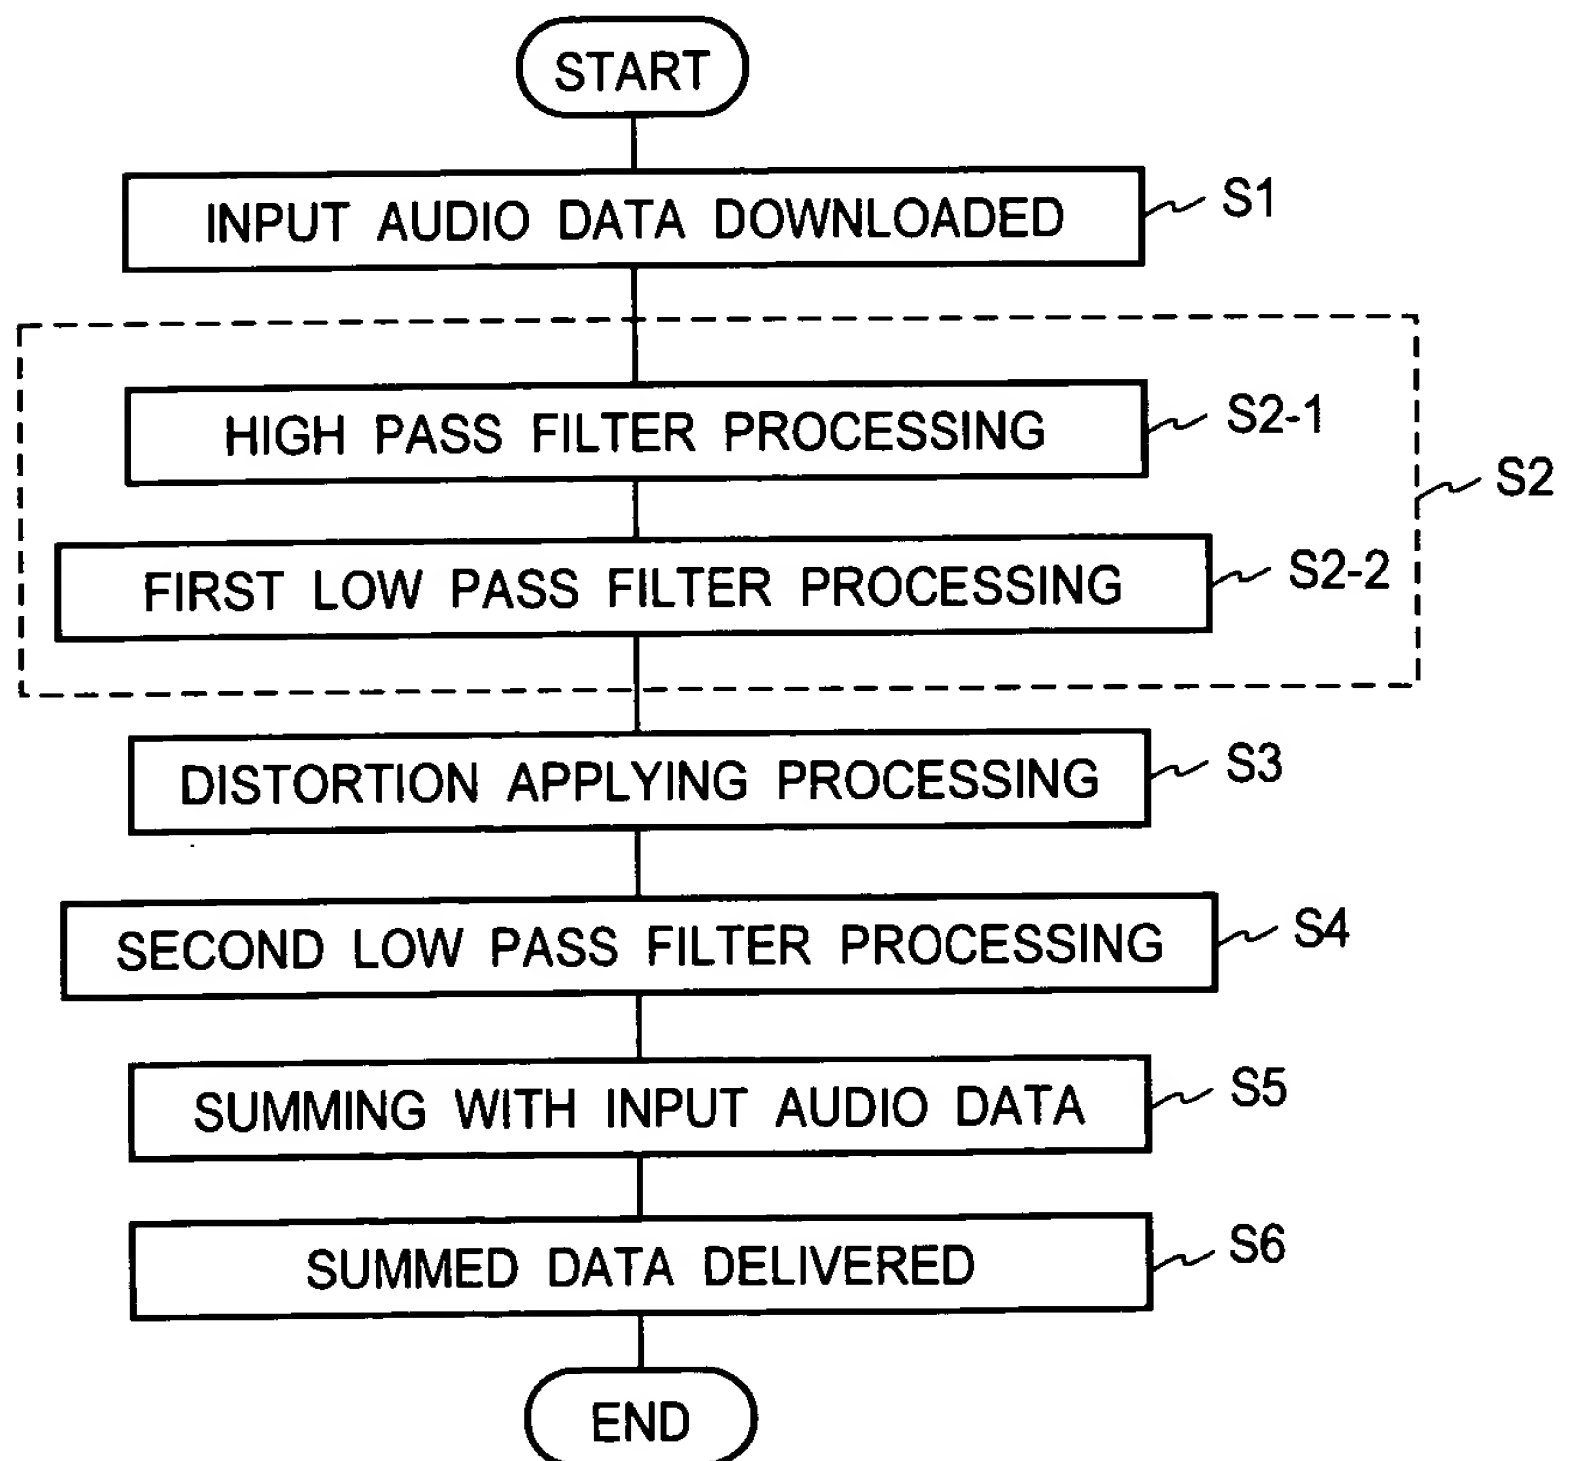 START
INPUT AUDIO DATA DOWNLOADED
S1
HIGH PASS FILTER PROCESSING
S2-1
S2
FIRST LOW PASS FILTER PROCESSING
S2-2
DISTORTION APPLYING PROCESSING
S3
SECOND LOW PASS FILTER PROCESSING
S4
SUMMING WITH INPUT AUDIO DATA
S5
SUMMED DATA DELIVERED
S6
END